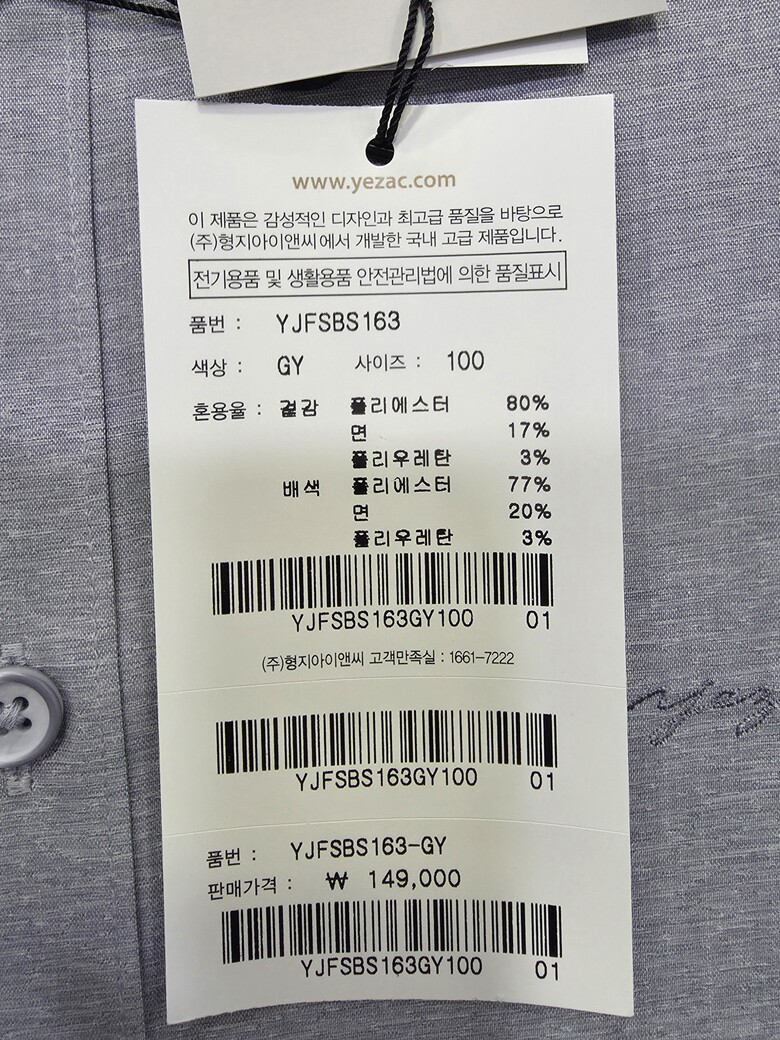 www.yezac.com
이 제품은 감성적인 디자인과 최고급 품질을 바탕으로
(주)형지아이앤씨에서 개발한 국내 고급 제품입니다.
전기용품 및 생활용품 안전관리법에 의한 품질표시
품번 : YJFSBS163
색상 : GY 사이즈 : 100
혼용율 : 겉감 폴리에스터 80%
면 17%
폴리우레탄 3%
배색 폴리에스터 77%
면 20%
폴리우레탄 3%
YJFSBS163GY100 01
(주)형지아이앤씨 고객만족실 : 1661-7222
YJFSBS163GY100 01
품번 : YJFSBS163-GY
판매가격 : ₩ 149,000
YJFSBS163GY100 01